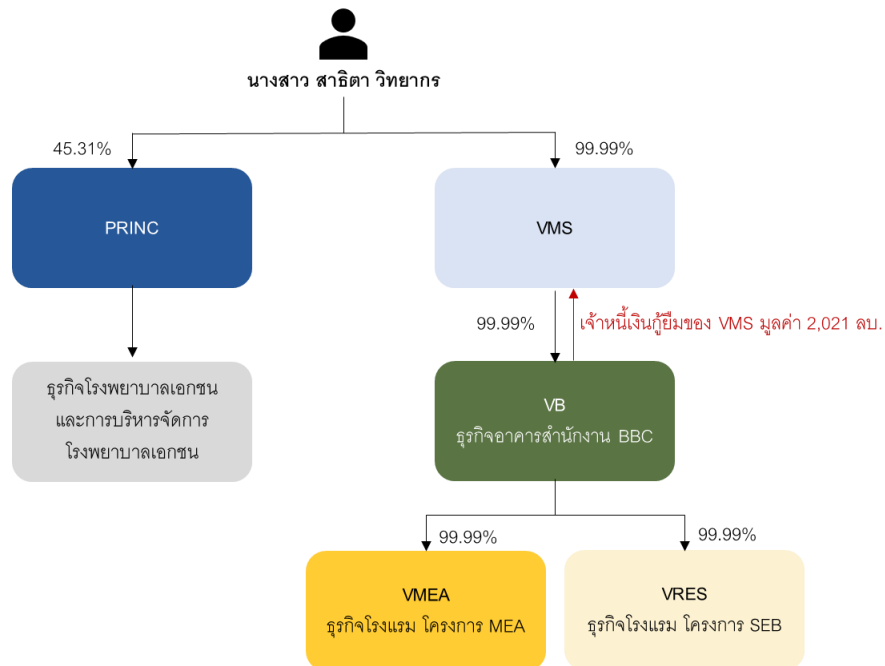 นางสาว สาธิตา วิทยากร
45.31%
99.99%
PRINC
VMS
99.99%
เจ้าหนี้เงินกู้ยืมของ VMS มูลค่า 2,021 ลบ.
ธุรกิจโรงพยาบาลเอกชน
และการบริหารจัดการ
โรงพยาบาลเอกชน
VB
ธุรกิจอาคารสำนักงาน BBC
99.99%
99.99%
VMEA
ธุรกิจโรงแรม โครงการ MEA
VRES
ธุรกิจโรงแรม โครงการ SEB